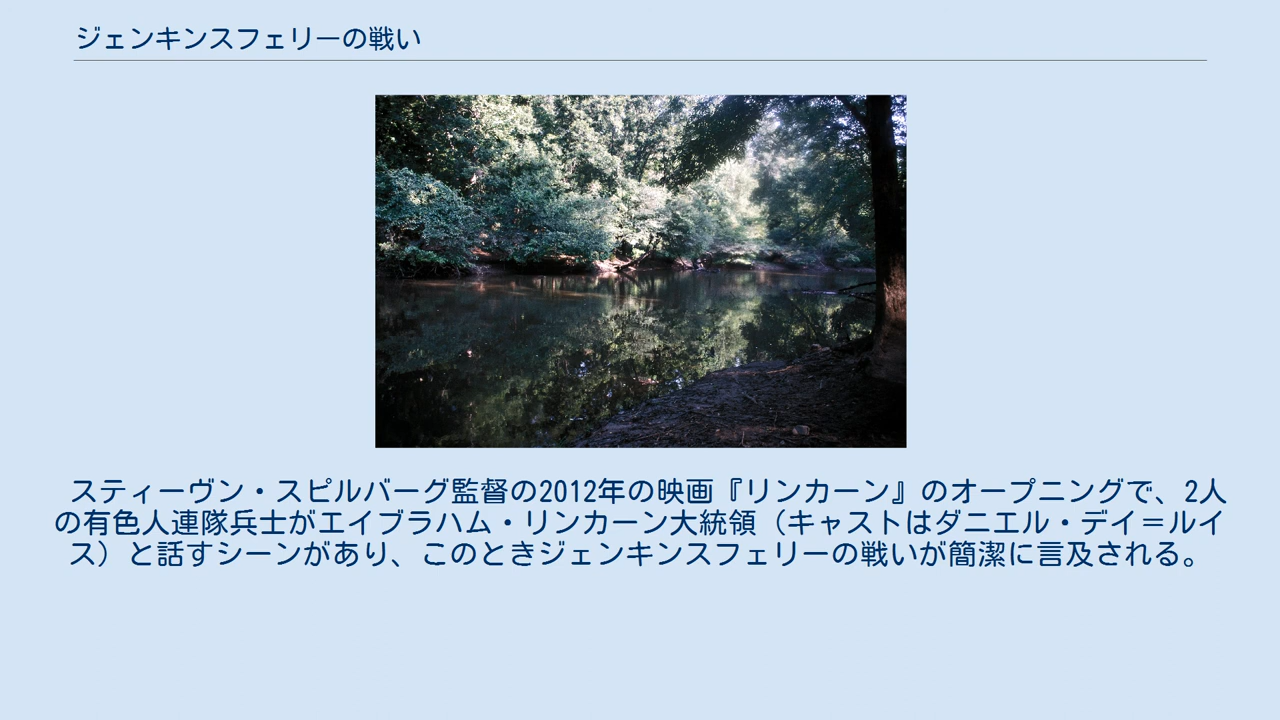 ジェンキンスフェリーの戦い
スティーヴン・スピルバーグ監督の2012年の映画『リンカーン』のオープニングで、2人
の有色人連隊兵士がエイブラハム・リンカーン大統領（キャストはダニエル・デイ＝ルイ
ス）と話すシーンがあり、このときジェンキンスフェリーの戦いが簡潔に言及される。